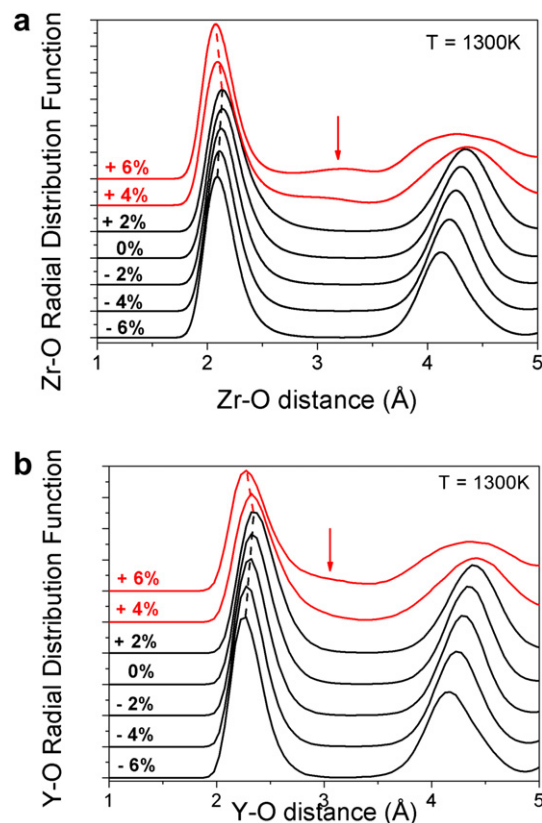 a
T = 1300K
Zr-O Radial Distribution Function
+ 6%
+ 4%
+ 2%
0%
- 2%
- 4%
- 6%
1 2 3 4 5
Zr-O distance (Å)
b
T = 1300K
Y-O Radial Distribution Function
+ 6%
+ 4%
+ 2%
0%
- 2%
- 4%
- 6%
1 2 3 4 5
Y-O distance (Å)